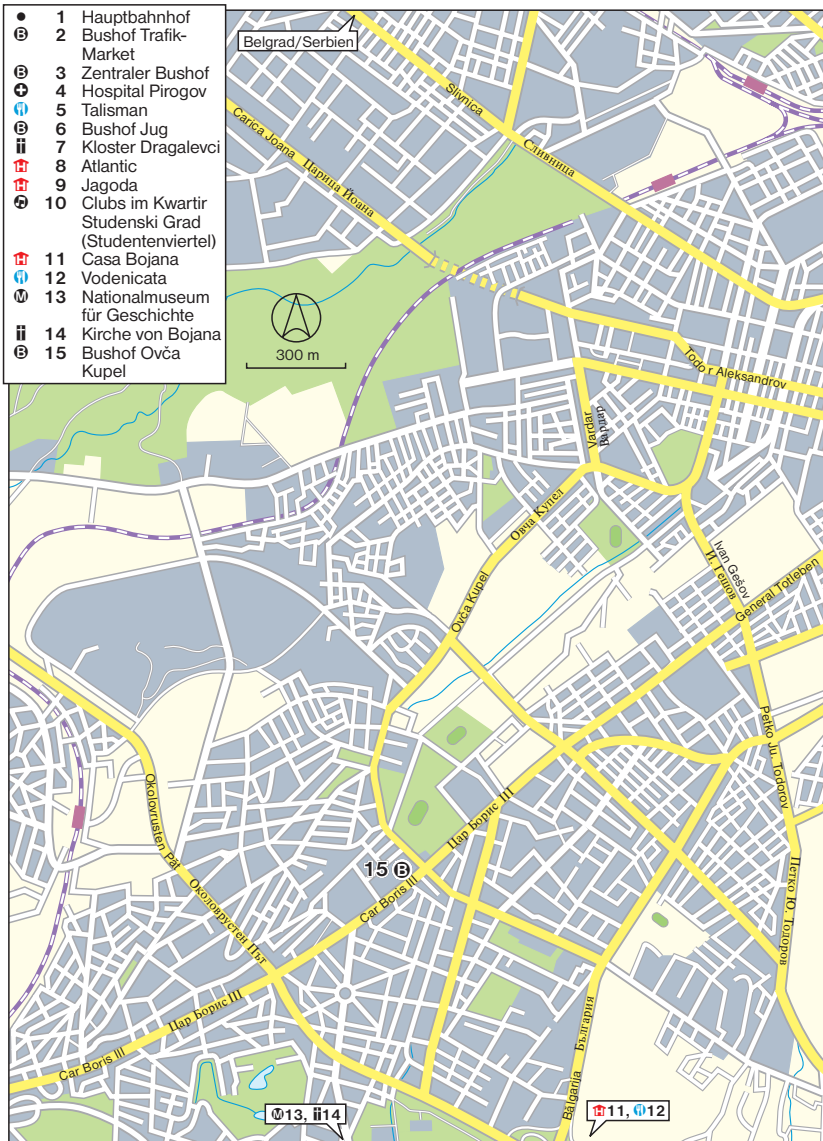 1 Hauptbahnhof
B 2 Bushof Trafik-
Market
B 3 Zentraler Bushof
4 Hospital Pirogov
5 Talisman
B 6 Bushof Jug
7 Kloster Dragalevci
H 8 Atlantic
H 9 Jagoda
10 Clubs im Kwartir
Studenski Grad
(Studentenviertel)
H 11 Casa Bojana
12 Vodenicata
M 13 Nationalmuseum
für Geschichte
14 Kirche von Bojana
B 15 Bushof Ovča
Kupel
Belgrad/Serbien
Slivnica
Сливница
Carica Joana
Царица Йоана
300 m
Todor Aleksandrov
Vardar
Вардар
Овча Купел
Ovča Kupel
Ivan Gešov
И. Гешов
General Totleben
Petko Ju. Todorov
Петко Ю. Тодоров
Okolovrusten Păt
Околоврустен Път
Цар Борис III
15 B
Car Boris III
Цар Борис III
Car Boris III
България
Bălgarija
M 13, 14
H 11, 12